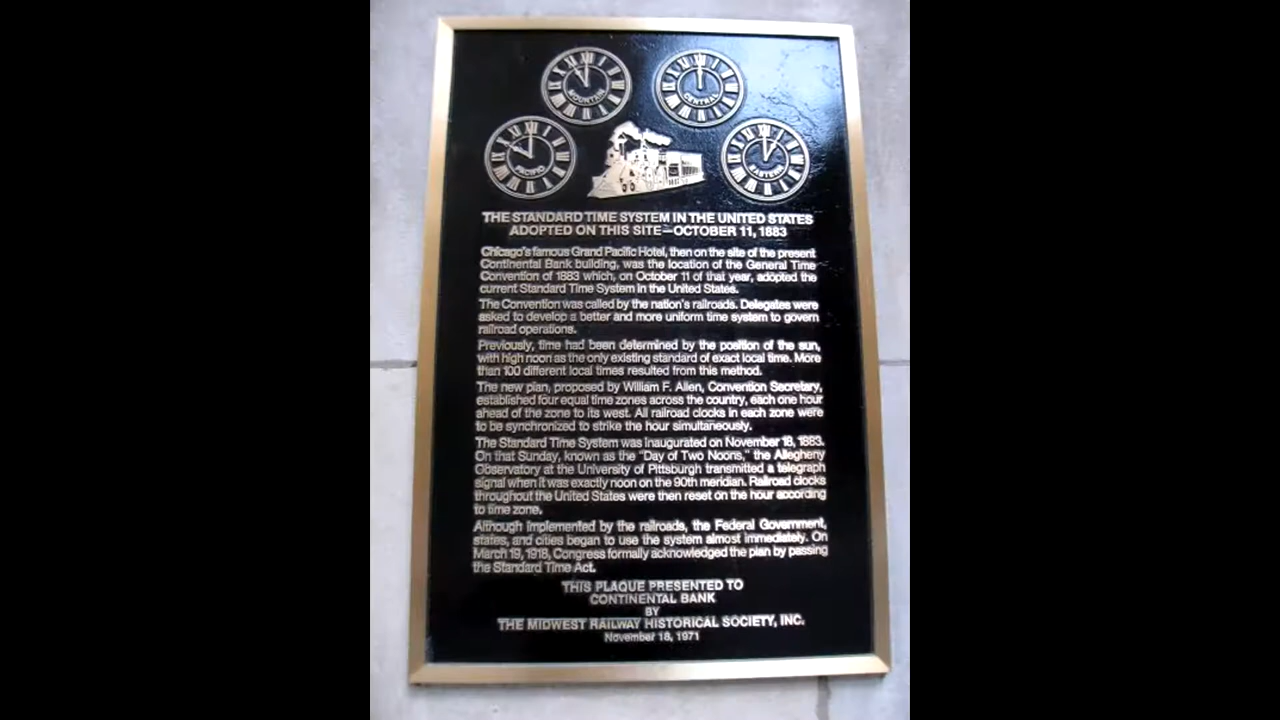 MOUNTAIN
CENTRAL
PACIFIC
EASTERN
THE STANDARD TIME SYSTEM IN THE UNITED STATES
ADOPTED ON THIS SITE—OCTOBER 11, 1883
Chicago's famous Grand Pacific Hotel, then on the site of the present
Continental Bank building, was the location of the General Time
Convention of 1883 which, on October 11 of that year, adopted the
current Standard Time System in the United States.
The Convention was called by the nation's railroads. Delegates were
asked to develop a better and more uniform time system to govern
railroad operations.
Previously, time had been determined by the position of the sun,
with high noon as the only existing standard of exact local time. More
than 100 different local times resulted from this method.
The new plan, proposed by William F. Allen, Convention Secretary,
established four equal time zones across the country, each one hour
ahead of the zone to its west. All railroad clocks in each zone were
to be synchronized to strike the hour simultaneously.
The Standard Time System was inaugurated on November 18, 1883.
On that Sunday, known as the "Day of Two Noons," the Allegheny
Observatory at the University of Pittsburgh transmitted a telegraph
signal when it was exactly noon on the 90th meridian. Railroad clocks
throughout the United States were then reset on the hour according
to time zone.
Although implemented by the railroads, the Federal Government,
states, and cities began to use the system almost immediately. On
March 19, 1918, Congress formally acknowledged the plan by passing
the Standard Time Act.
THIS PLAQUE PRESENTED TO
CONTINENTAL BANK
BY
THE MIDWEST RAILWAY HISTORICAL SOCIETY, INC.
November 18, 1971